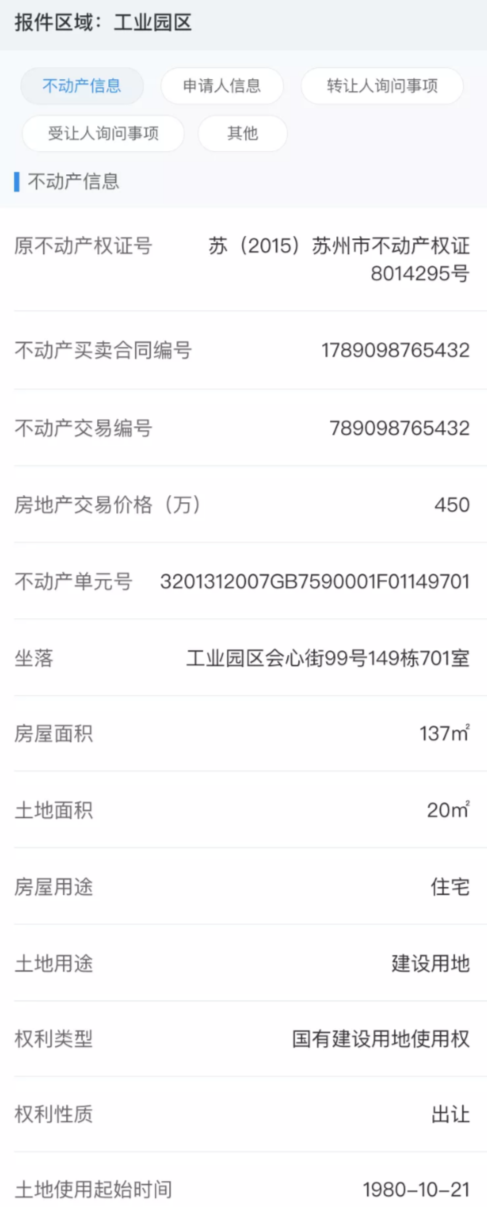 报件区域：工业园区
不动产信息
申请人信息
转让人询问事项
受让人询问事项
其他
不动产信息
原不动产权证号
苏（2015）苏州市不动产权证
8014295号
不动产买卖合同编号
1789098765432
不动产交易编号
789098765432
房地产交易价格（万）
450
不动产单元号
3201312007GB7590001F01149701
坐落
工业园区会心街99号149栋701室
房屋面积
137㎡
土地面积
20㎡
房屋用途
住宅
土地用途
建设用地
权利类型
国有建设用地使用权
权利性质
出让
土地使用起始时间
1980-10-21